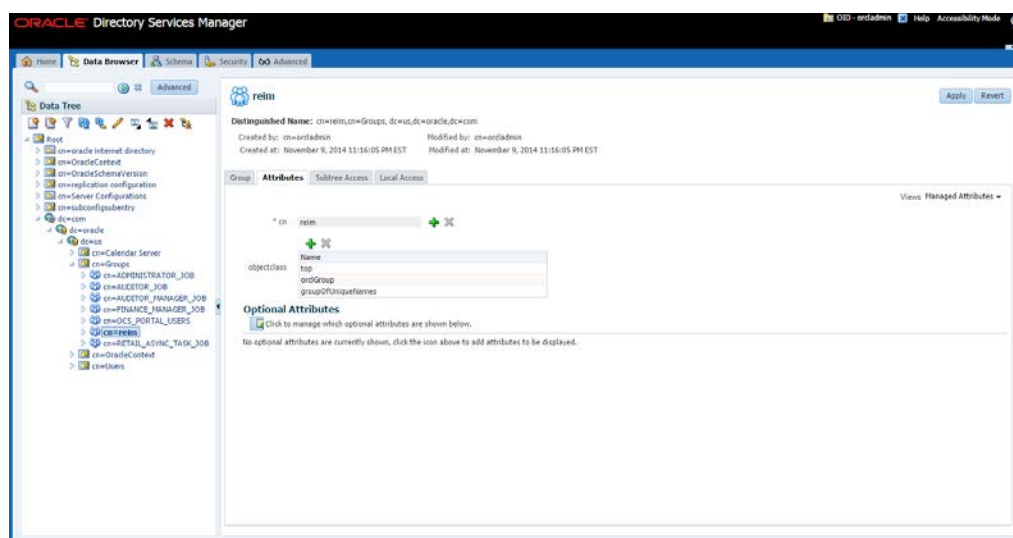 ORACLE Directory Services Manager
OID - orcladmin Help Accessibility Mode
Home Data Browser Schema Security Advanced
Advanced
Data Tree
Root
cn=oracle internet directory
cn=OracleContext
cn=OracleSchemaVersion
cn=replication configuration
cn=Server Configurations
cn=subconfigsubentry
dc=com
dc=oracle
dc=us
cn=Calendar Server
cn=Groups
cn=ADMINISTRATOR_JOB
cn=AUDITOR_JOB
cn=AUDITOR_MANAGER_JOB
cn=FINANCE_MANAGER_JOB
cn=OCS_PORTAL_USERS
cn=reim
cn=RETAIL_ASYNC_TASK_JOB
cn=OracleContext
cn=Users
reim
Apply Revert
Distinguished Name: cn=reim,cn=Groups, dc=us,dc=oracle,dc=com
Created by: cn=orcladmin Modified by: cn=orcladmin
Created at: November 9, 2014 11:16:05 PM EST Modified at: November 9, 2014 11:16:05 PM EST
Group Attributes Subtree Access Local Access
Views Managed Attributes
* cn reim
Name
objectclass top
orclGroup
groupOfUniqueNames
Optional Attributes
Click to manage which optional attributes are shown below.
No optional attributes are currently shown, click the icon above to add attributes to be displayed.